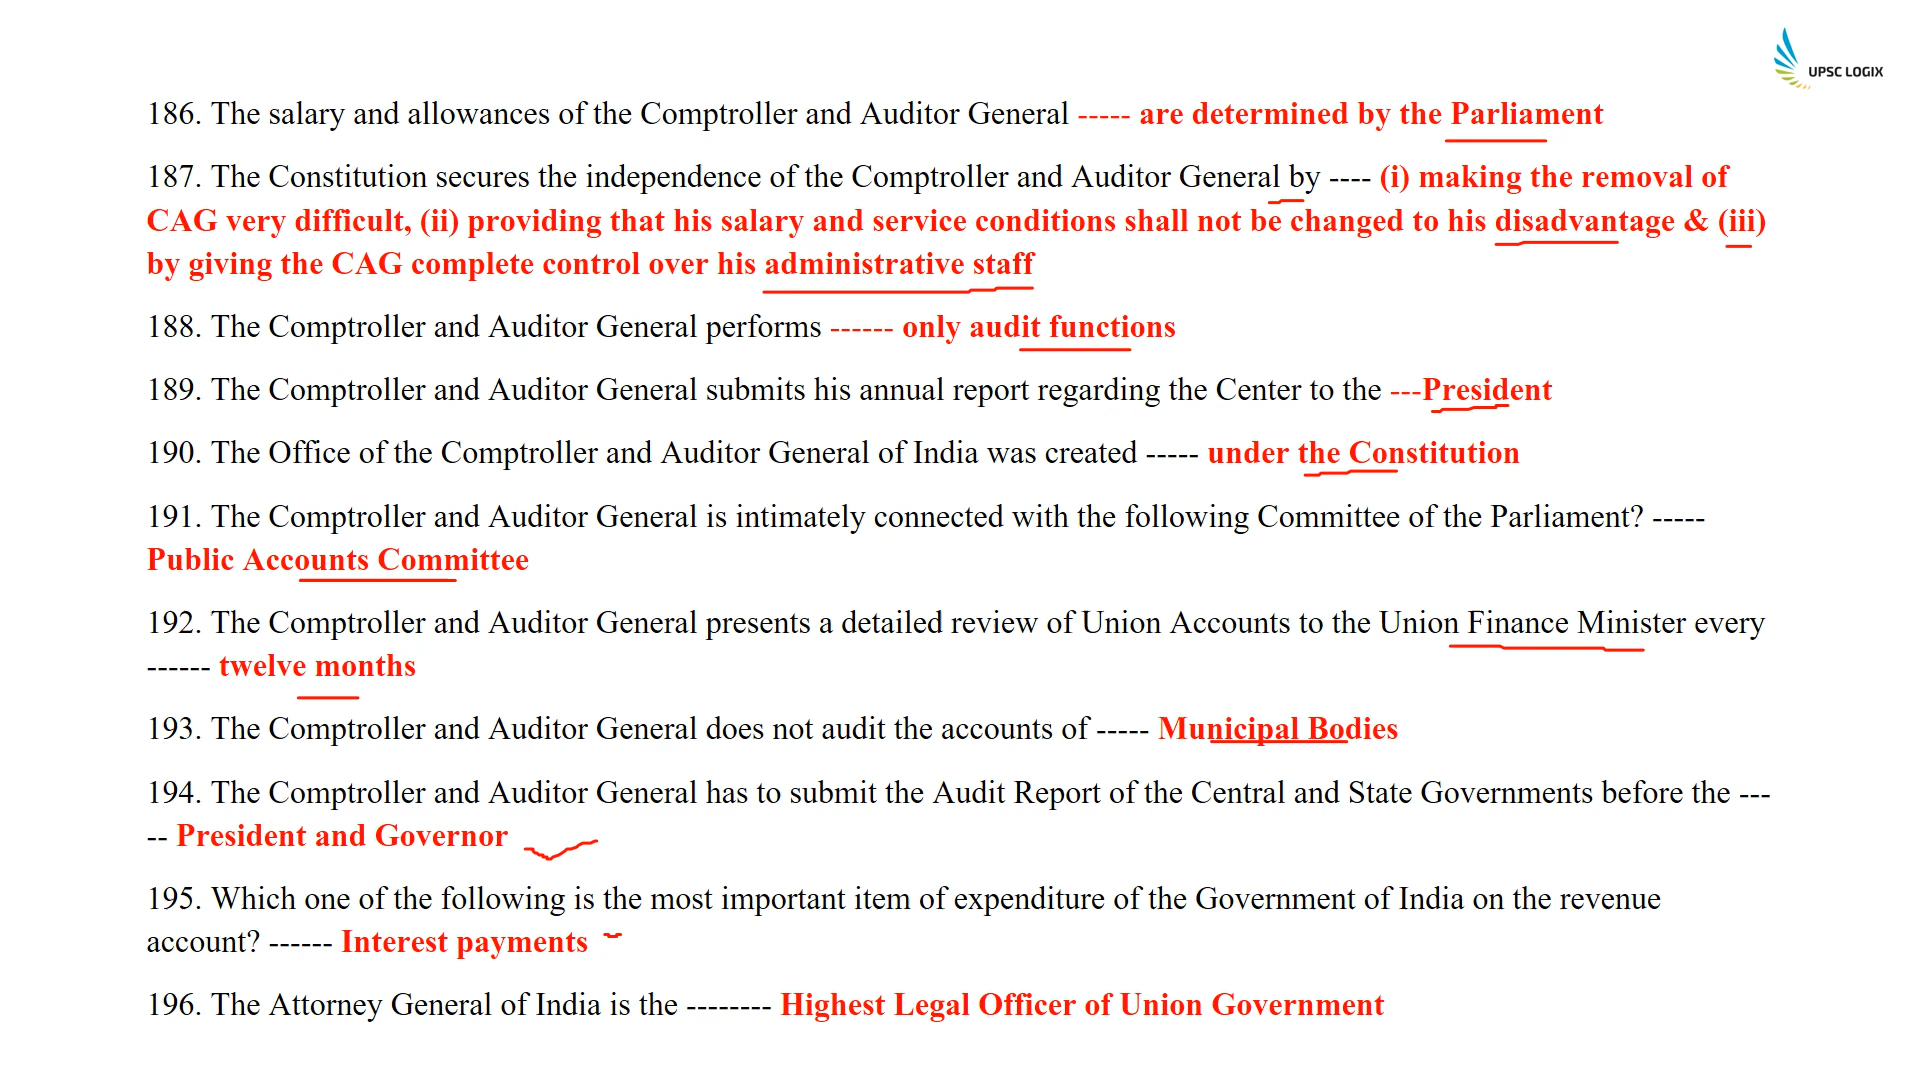 UPSC LOGIX
186. The salary and allowances of the Comptroller and Auditor General ----- are determined by the Parliament
187. The Constitution secures the independence of the Comptroller and Auditor General by ---- (i) making the removal of
CAG very difficult, (ii) providing that his salary and service conditions shall not be changed to his disadvantage & (iii)
by giving the CAG complete control over his administrative staff
188. The Comptroller and Auditor General performs ------ only audit functions
189. The Comptroller and Auditor General submits his annual report regarding the Center to the ---President
190. The Office of the Comptroller and Auditor General of India was created ----- under the Constitution
191. The Comptroller and Auditor General is intimately connected with the following Committee of the Parliament? -----
Public Accounts Committee
192. The Comptroller and Auditor General presents a detailed review of Union Accounts to the Union Finance Minister every
------ twelve months
193. The Comptroller and Auditor General does not audit the accounts of ----- Municipal Bodies
194. The Comptroller and Auditor General has to submit the Audit Report of the Central and State Governments before the ---
-- President and Governor
195. Which one of the following is the most important item of expenditure of the Government of India on the revenue
account? ------ Interest payments
196. The Attorney General of India is the -------- Highest Legal Officer of Union Government